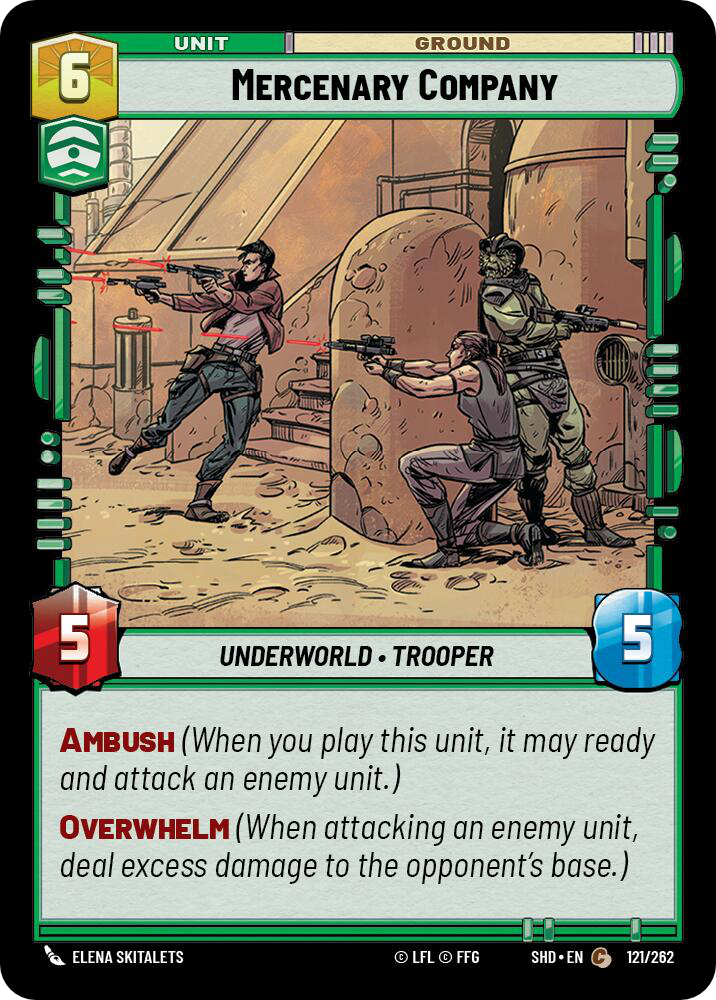 UNIT
GROUND
6
MERCENARY COMPANY
5
UNDERWORLD • TROOPER
5
AMBUSH (When you play this unit, it may ready
and attack an enemy unit.)
OVERWHELM (When attacking an enemy unit,
deal excess damage to the opponent's base.)
ELENA SKITALETS
© LFL © FFG
SHD • EN
C
121/262